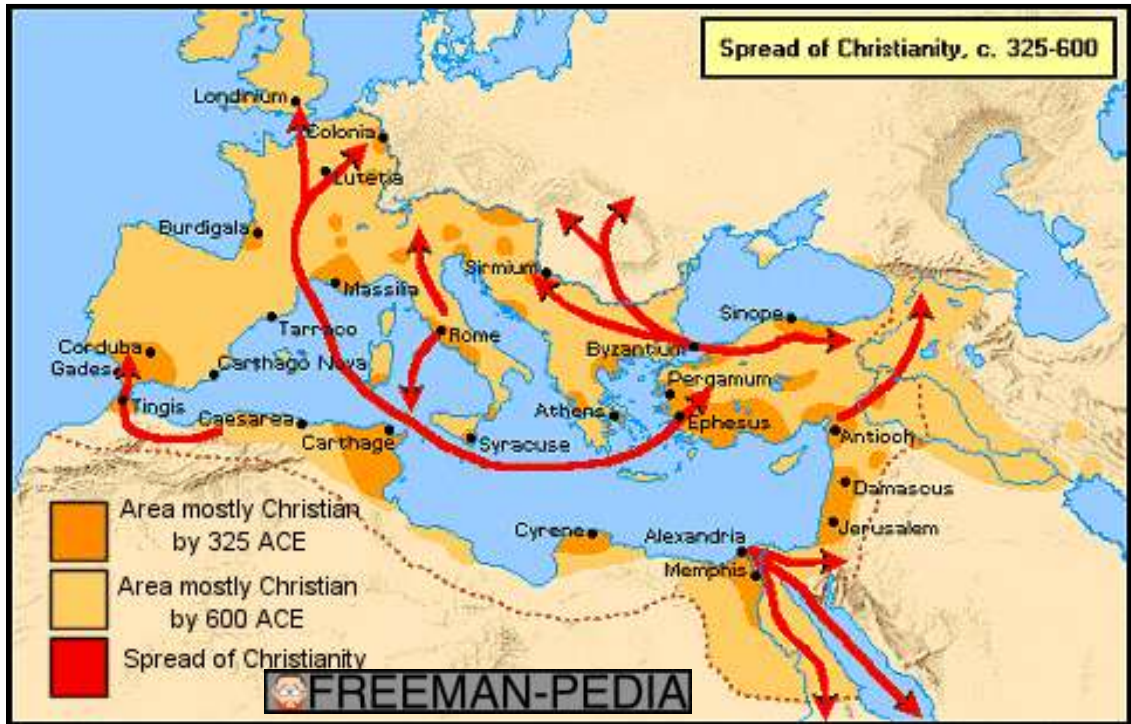 Spread of Christianity, c. 325-600
Londinium
Colonia
Lutetia
Burdigala
Sirmium
Massilia
Sinope
Tarraco
Rome
Byzantium
Corduba
Gades
Carthago Nova
Pergamum
Tingis
Caesarea
Athens
Ephesus
Carthage
Syracuse
Antioch
Damascus
Cyrene
Alexandria
Jerusalem
Memphis
Area mostly Christian
by 325 ACE
Area mostly Christian
by 600 ACE
Spread of Christianity
FREEMAN-PEDIA